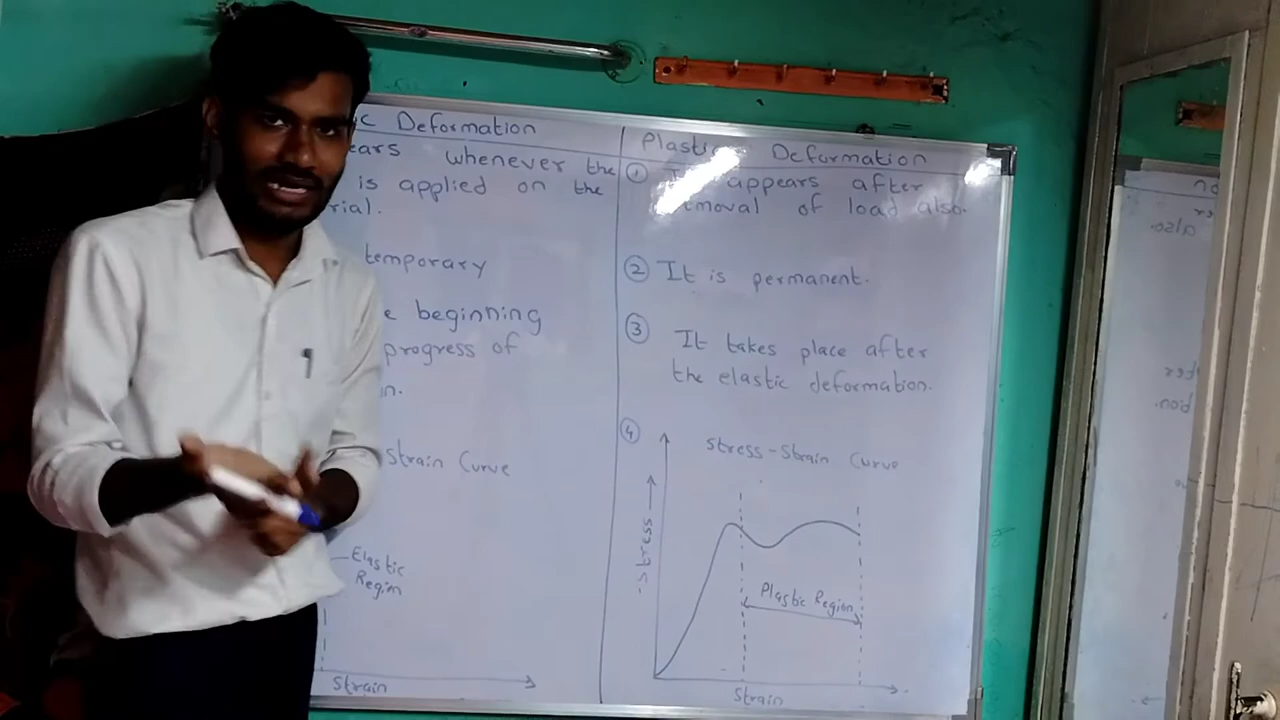 c Deformation
ears whenever the
is applied on the
rial.
temporary
e beginning
progress of
n.
Strain Curve
Elastic
Region
Strain
Plastic Deformation
① appears after
moval of load also.
② It is permanent.
③ It takes place after
the elastic deformation.
④ Stress-Strain Curve
Stress
Plastic Region
Strain